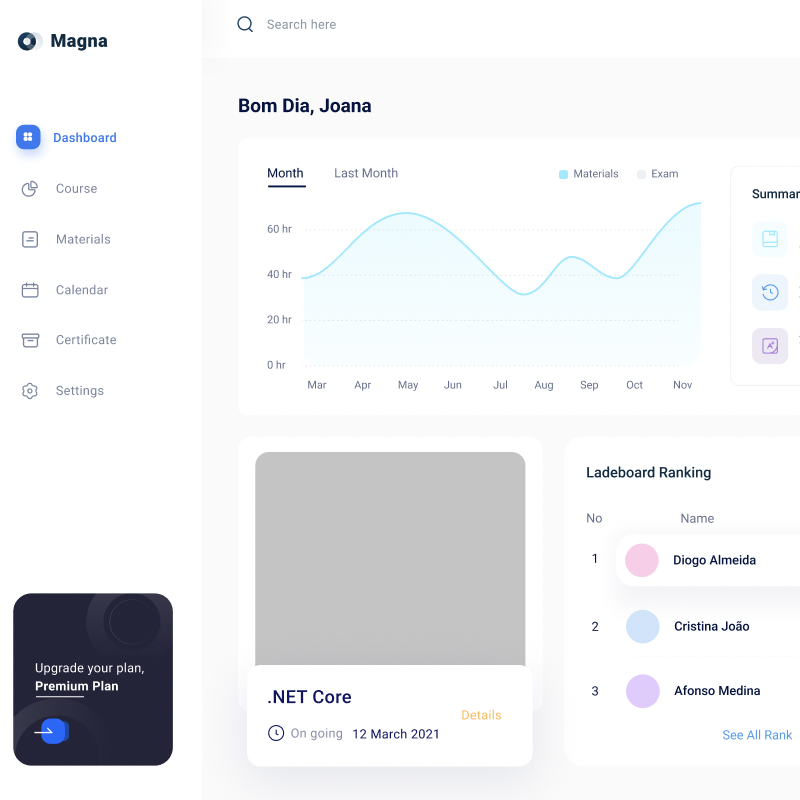 Magna
Search here
Dashboard
Course
Materials
Calendar
Certificate
Settings
Upgrade your plan,
Premium Plan
Bom Dia, Joana
Month Last Month
Materials Exam
60 hr
40 hr
20 hr
0 hr
Mar Apr May Jun Jul Aug Sep Oct Nov
.NET Core
Details
On going 12 March 2021
Ladeboard Ranking
No Name
1 Diogo Almeida
2 Cristina João
3 Afonso Medina
See All Rank